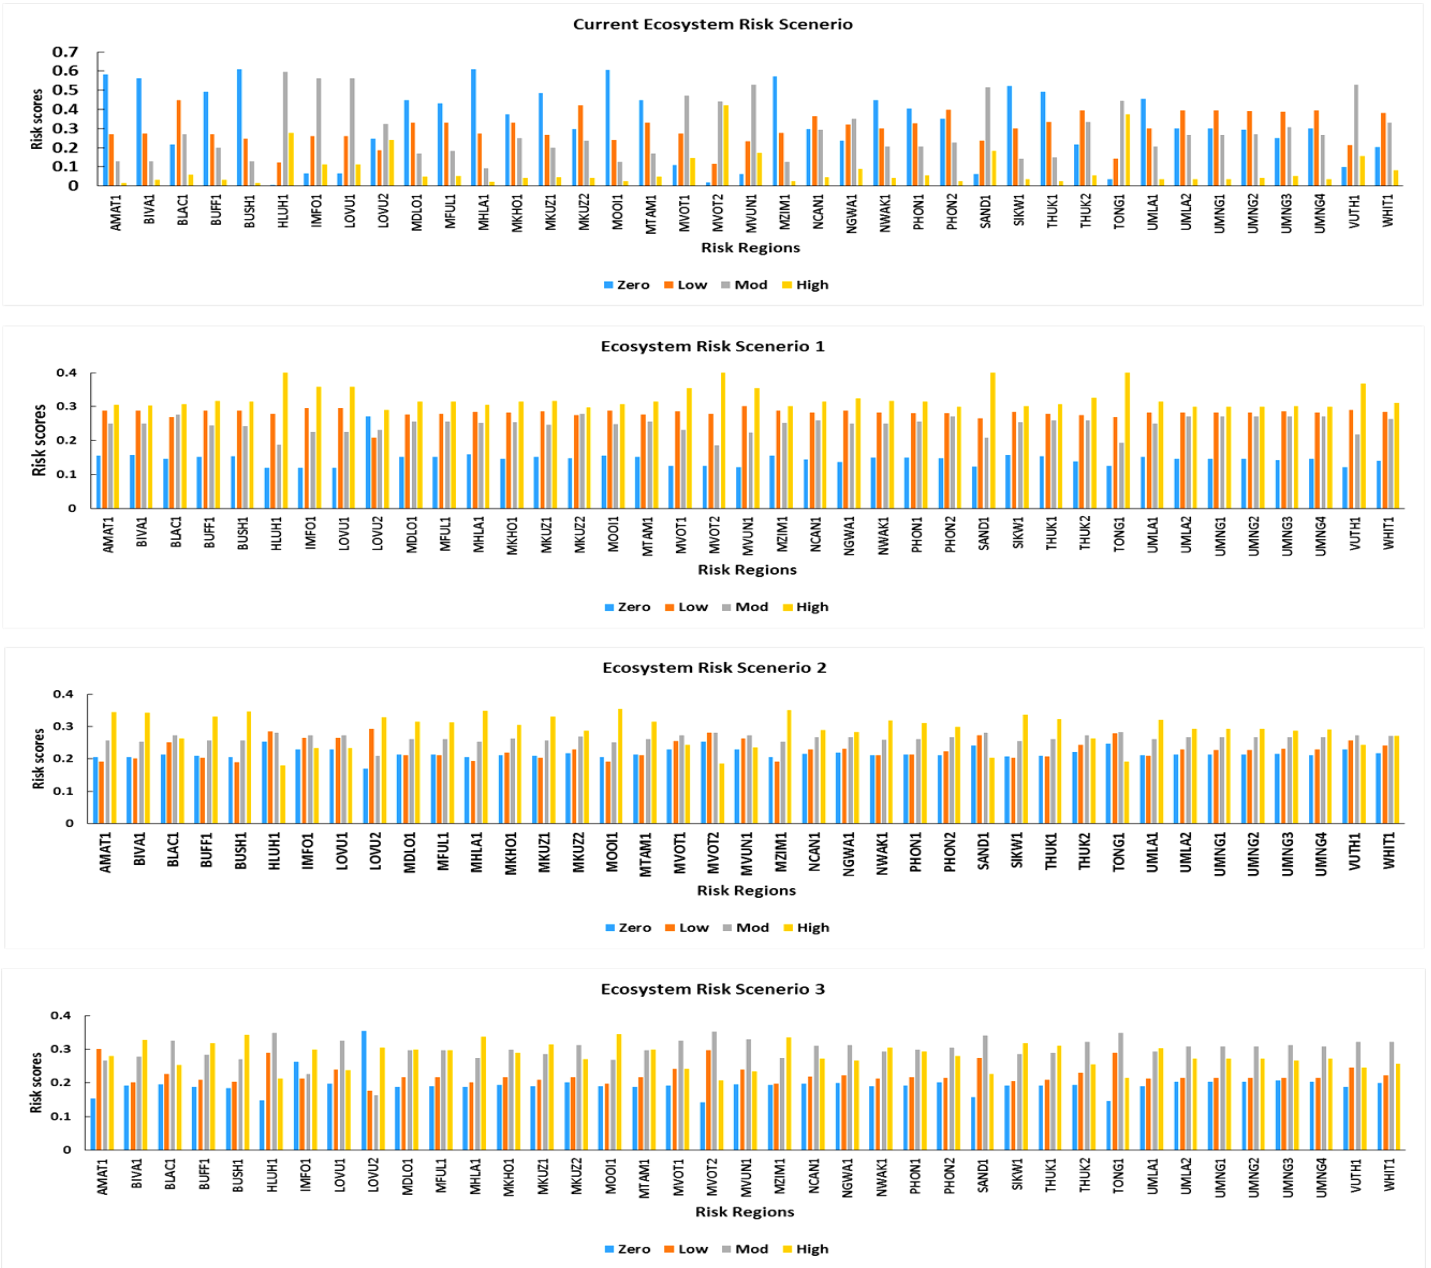 Current Ecosystem Risk Scenerio
Risk scores
0.7
0.6
0.5
0.4
0.3
0.2
0.1
0
AMAT1 BIVA1 BLAC1 BUFF1 BUSH1 HLUH1 IMFO1 LOVU1 LOVU2 MDLO1 MFUL1 MHLA1 MKHO1 MKUZ1 MKUZ2 MOOI1 MTAM1 MVOT1 MVOT2 MVUN1 MZIM1 NCAN1 NGWA1 NWAK1 PHON1 PHON2 SAND1 SIKW1 THUK1 THUK2 TONG1 UMLA1 UMLA2 UMNG1 UMNG2 UMNG3 UMNG4 VUTH1 WHIT1
Risk Regions
Zero Low Mod High
Ecosystem Risk Scenerio 1
Risk scores
0.4
0.3
0.2
0.1
0
AMAT1 BIVA1 BLAC1 BUFF1 BUSH1 HLUH1 IMFO1 LOVU1 LOVU2 MDLO1 MFUL1 MHLA1 MKHO1 MKUZ1 MKUZ2 MOOI1 MTAM1 MVOT1 MVOT2 MVUN1 MZIM1 NCAN1 NGWA1 NWAK1 PHON1 PHON2 SAND1 SIKW1 THUK1 THUK2 TONG1 UMLA1 UMLA2 UMNG1 UMNG2 UMNG3 UMNG4 VUTH1 WHIT1
Risk Regions
Zero Low Mod High
Ecosystem Risk Scenerio 2
Risk scores
0.4
0.3
0.2
0.1
0
AMAT1 BIVA1 BLAC1 BUFF1 BUSH1 HLUH1 IMFO1 LOVU1 LOVU2 MDLO1 MFUL1 MHLA1 MKHO1 MKUZ1 MKUZ2 MOOI1 MTAM1 MVOT1 MVOT2 MVUN1 MZIM1 NCAN1 NGWA1 NWAK1 PHON1 PHON2 SAND1 SIKW1 THUK1 THUK2 TONG1 UMLA1 UMLA2 UMNG1 UMNG2 UMNG3 UMNG4 VUTH1 WHIT1
Risk Regions
Zero Low Mod High
Ecosystem Risk Scenerio 3
Risk scores
0.4
0.3
0.2
0.1
0
AMAT1 BIVA1 BLAC1 BUFF1 BUSH1 HLUH1 IMFO1 LOVU1 LOVU2 MDLO1 MFUL1 MHLA1 MKHO1 MKUZ1 MKUZ2 MOOI1 MTAM1 MVOT1 MVOT2 MVUN1 MZIM1 NCAN1 NGWA1 NWAK1 PHON1 PHON2 SAND1 SIKW1 THUK1 THUK2 TONG1 UMLA1 UMLA2 UMNG1 UMNG2 UMNG3 UMNG4 VUTH1 WHIT1
Risk Regions
Zero Low Mod High